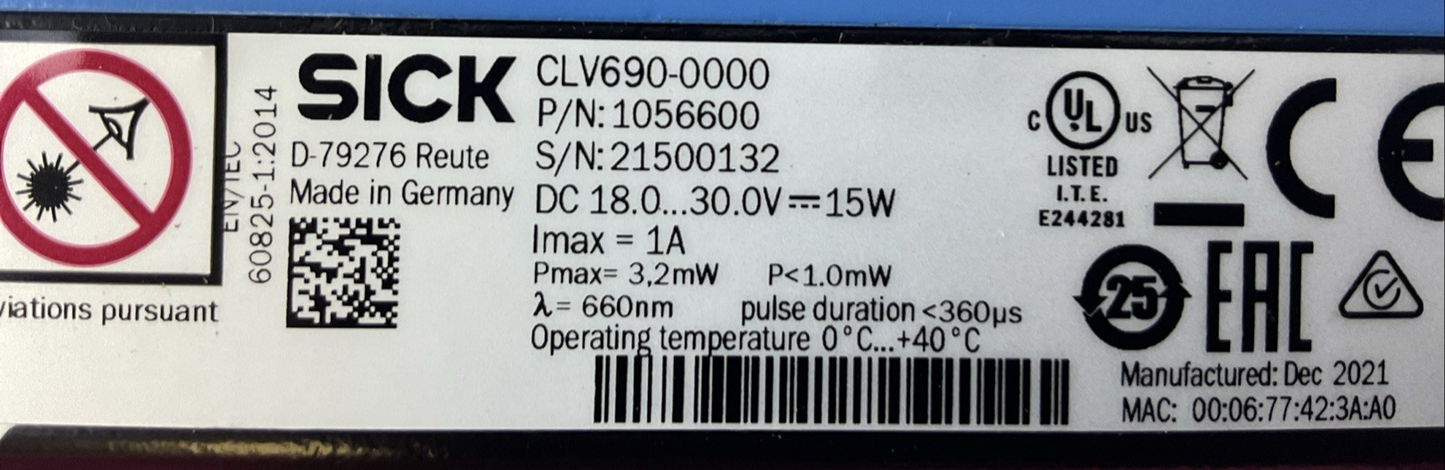 viations pursuant
EN/IEC
60825-1:2014
SICK
D-79276 Reute
Made in Germany
CLV690-0000
P/N: 1056600
S/N: 21500132
DC 18.0...30.0V⎓15W
Imax = 1A
Pmax= 3,2mW P<1.0mW
λ= 660nm pulse duration <360µs
Operating temperature 0°C...+40°C
C UL US
LISTED
I.T.E.
E244281
CE
25
EAC
Manufactured: Dec 2021
MAC: 00:06:77:42:3A:A0